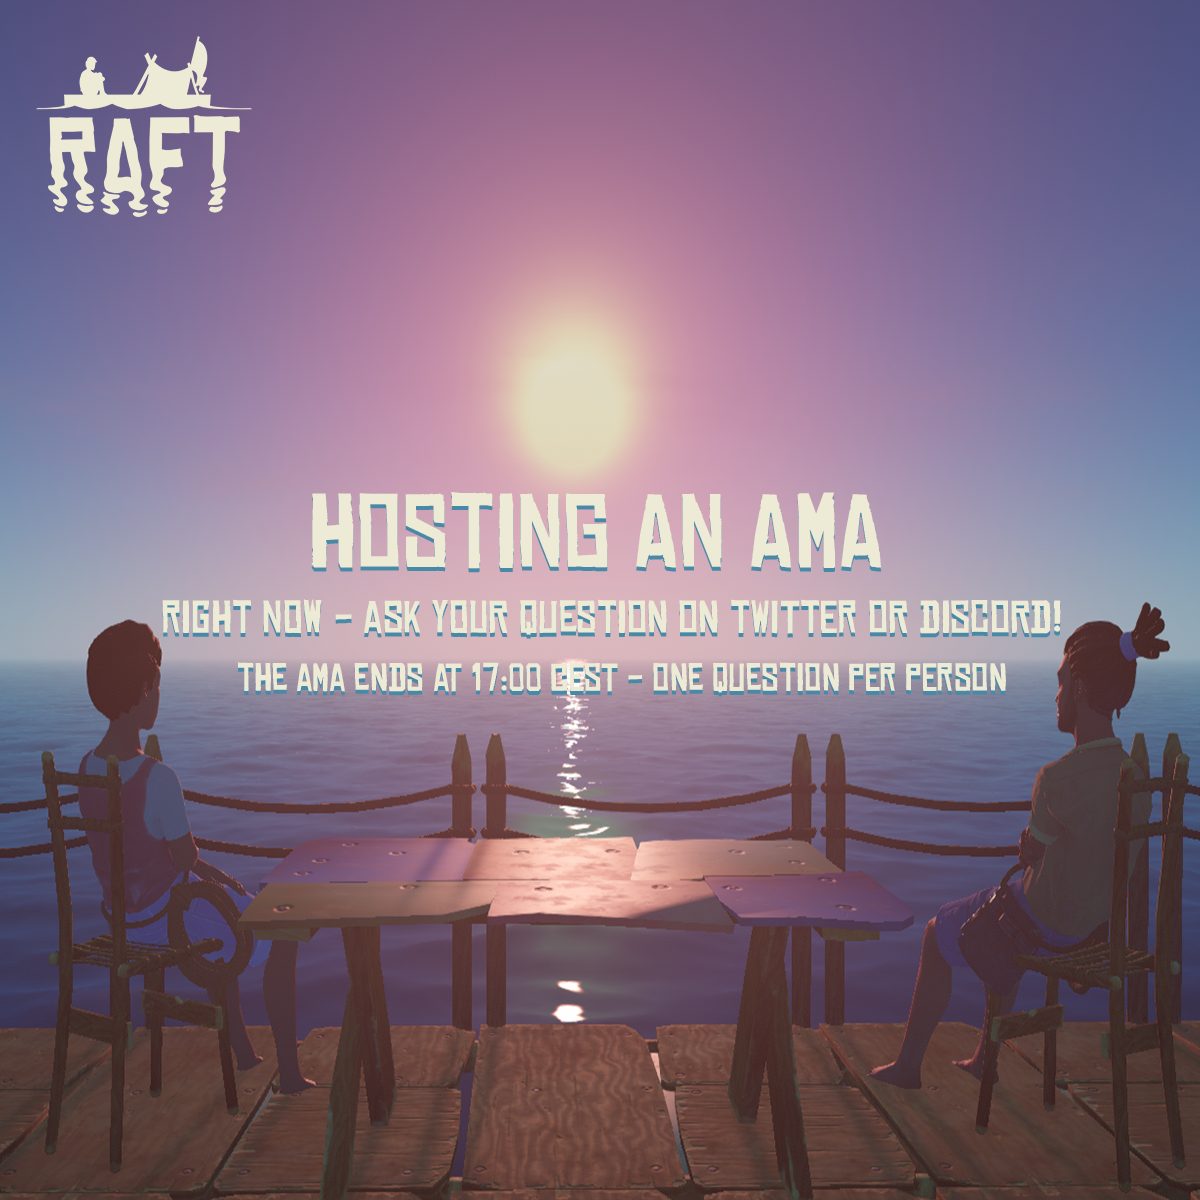 RAFT
HOSTING AN AMA
RIGHT NOW - ASK YOUR QUESTION ON TWITTER OR DISCORD!
THE AMA ENDS AT 17:00 CEST - ONE QUESTION PER PERSON